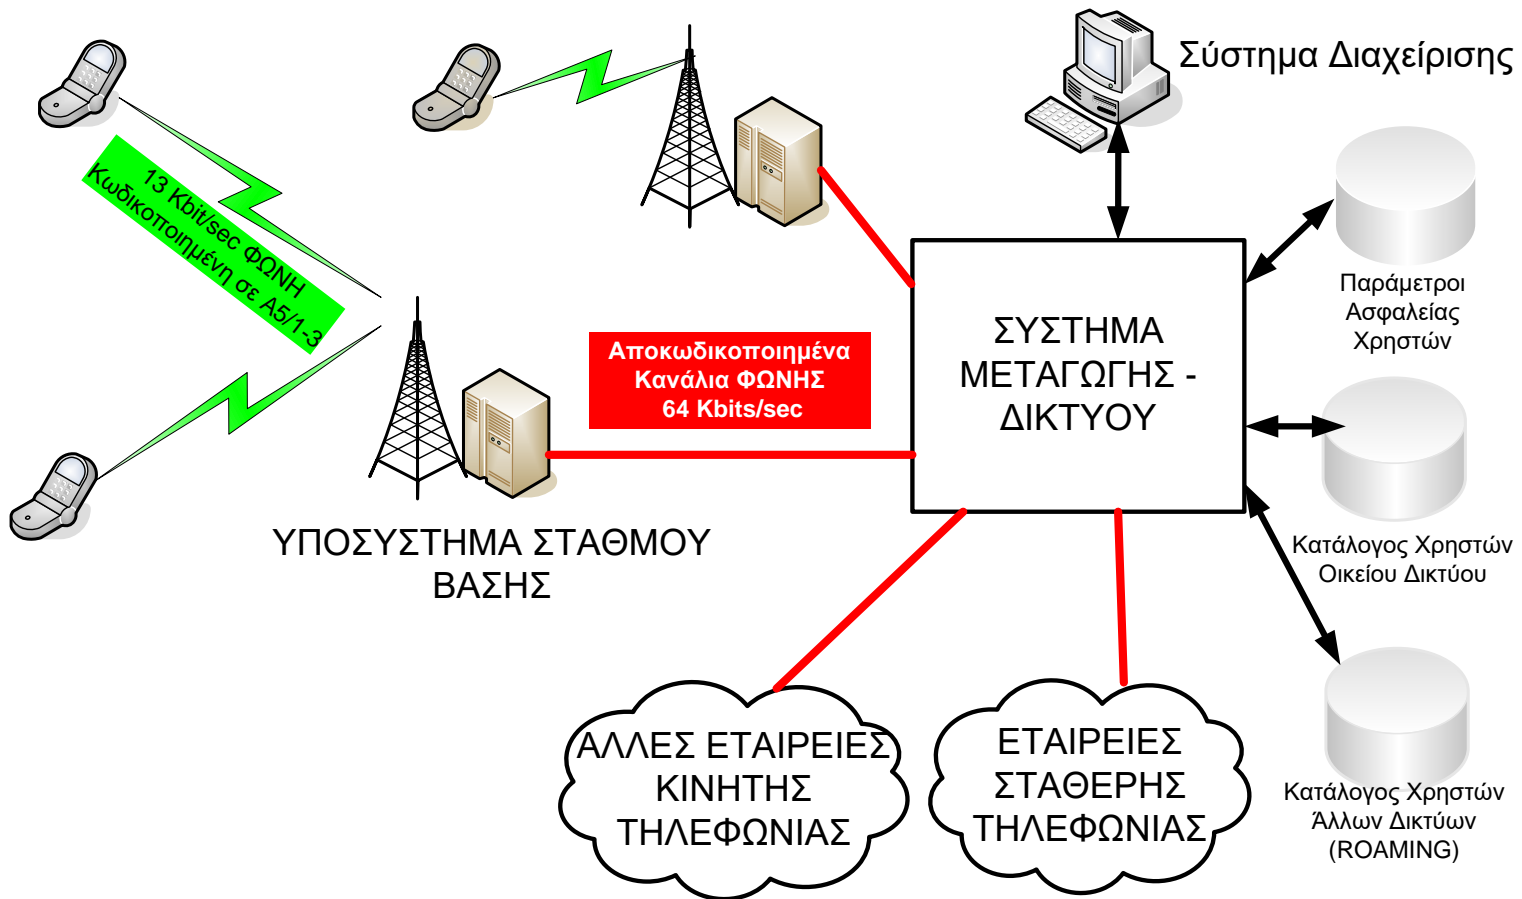 Σύστημα Διαχείρισης
13 Kbit/sec ΦΩΝΗ
Κωδικοποιημένη σε A5/1-3
Παράμετροι
Ασφαλείας
Χρηστών
Αποκωδικοποιημένα
Κανάλια ΦΩΝΗΣ
64 Kbits/sec
ΣΥΣΤΗΜΑ
ΜΕΤΑΓΩΓΗΣ -
ΔΙΚΤΥΟΥ
ΥΠΟΣΥΣΤΗΜΑ ΣΤΑΘΜΟΥ
ΒΑΣΗΣ
Κατάλογος Χρηστών
Οικείου Δικτύου
ΑΛΛΕΣ ΕΤΑΙΡΕΙΕΣ
ΚΙΝΗΤΗΣ
ΤΗΛΕΦΩΝΙΑΣ
ΕΤΑΙΡΕΙΕΣ
ΣΤΑΘΕΡΗΣ
ΤΗΛΕΦΩΝΙΑΣ
Κατάλογος Χρηστών
Άλλων Δικτύων
(ROAMING)